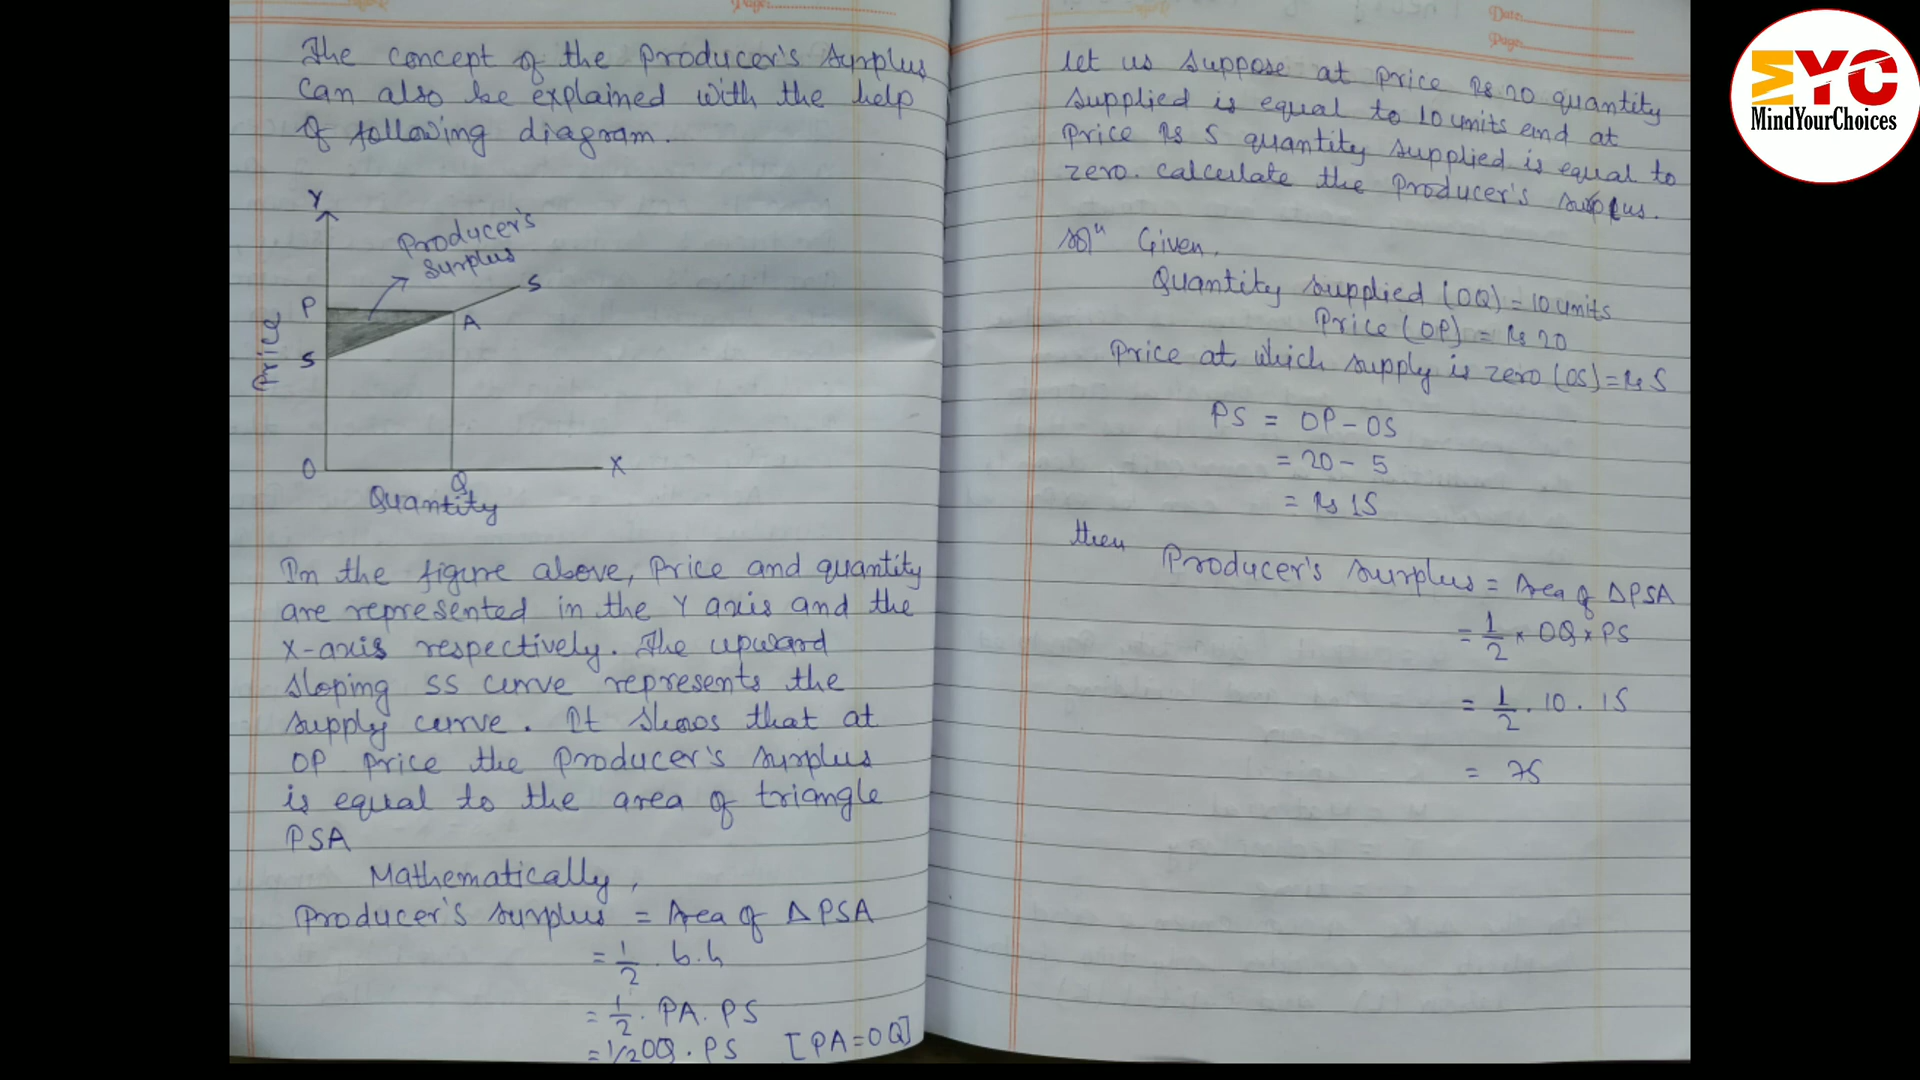 Page:
The concept of the Producer's Surplus
Can also be explained with the help
Of following diagram.
Y
Producer's
surplus
S
P
A
S
Price
O
Q
X
Quantity
In the figure above, Price and quantity
are represented in the Y axis and the
X-axis respectively. The upward
sloping SS curve represents the
supply curve. It shows that at
OP Price the Producer's surplus
is equal to the area of triangle
PSA
Mathematically,
Producer's surplus = Area of Δ PSA
= 1/2 . b.h
= 1/2 . PA. PS
= 1/2 OQ . PS [PA=OQ]
Date:
Page:
Let us suppose at Price Rs 20 quantity
supplied is equal to 10 units and at
Price Rs 5 quantity supplied is equal to
zero. Calculate the Producer's surplus.
Solⁿ Given,
Quantity supplied (OQ) = 10 units
Price (OP) = Rs 20
Price at which supply is zero (OS) = Rs 5
PS = OP - OS
= 20 - 5
= Rs 15
then
Producer's surplus = Area of ΔPSA
= 1/2 × OQ × PS
= 1/2 . 10 . 15
= 75
MYC
MindYourChoices